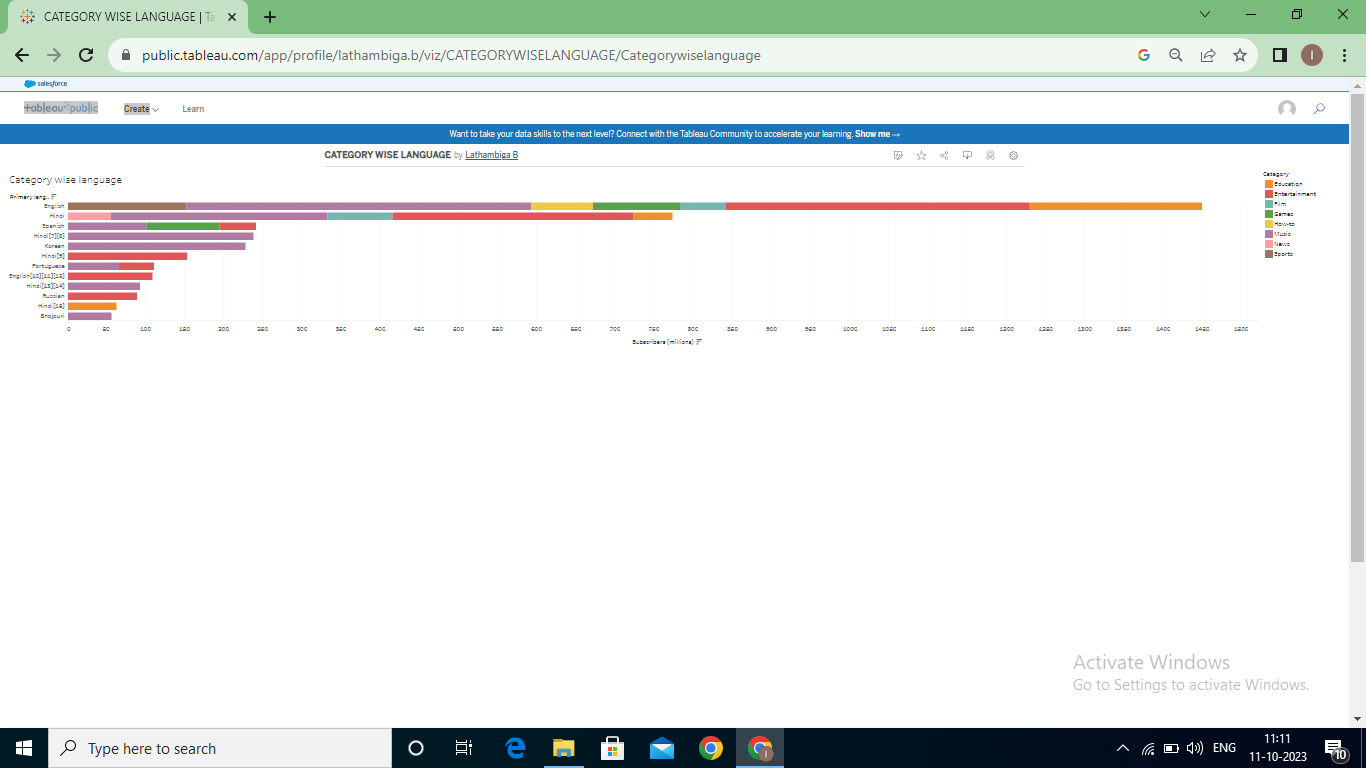 CATEGORY WISE LANGUAGE | Ta
public.tableau.com/app/profile/lathambiga.b/viz/CATEGORYWISELANGUAGE/Categorywiselanguage
I
salesforce
+ableau public
Create
Learn
Want to take your data skills to the next level? Connect with the Tableau Community to accelerate your learning. Show me →
CATEGORY WISE LANGUAGE by Lathambiga B
Category wise language
Primary lang..
English
Hindi
Spanish
Hindi[7][8]
Korean
Hindi[9]
Portuguese
English[10][11][12]
Hindi[13][14]
Russian
Hindi[15]
Bhojpuri
0 50 100 150 200 250 300 350 400 450 500 550 600 650 700 750 800 850 900 950 1000 1050 1100 1150 1200 1250 1300 1350 1400 1450 1500
Subscribers (millions)
Category
Education
Entertainment
Film
Games
How-to
Music
News
Sports
Activate Windows
Go to Settings to activate Windows.
Type here to search
I
ENG
11:11
11-10-2023
10